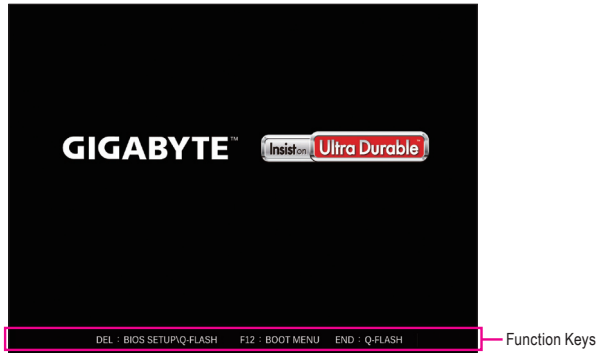 GIGABYTE™ Insist on Ultra Durable™
DEL : BIOS SETUP\Q-FLASH F12 : BOOT MENU END : Q-FLASH
Function Keys